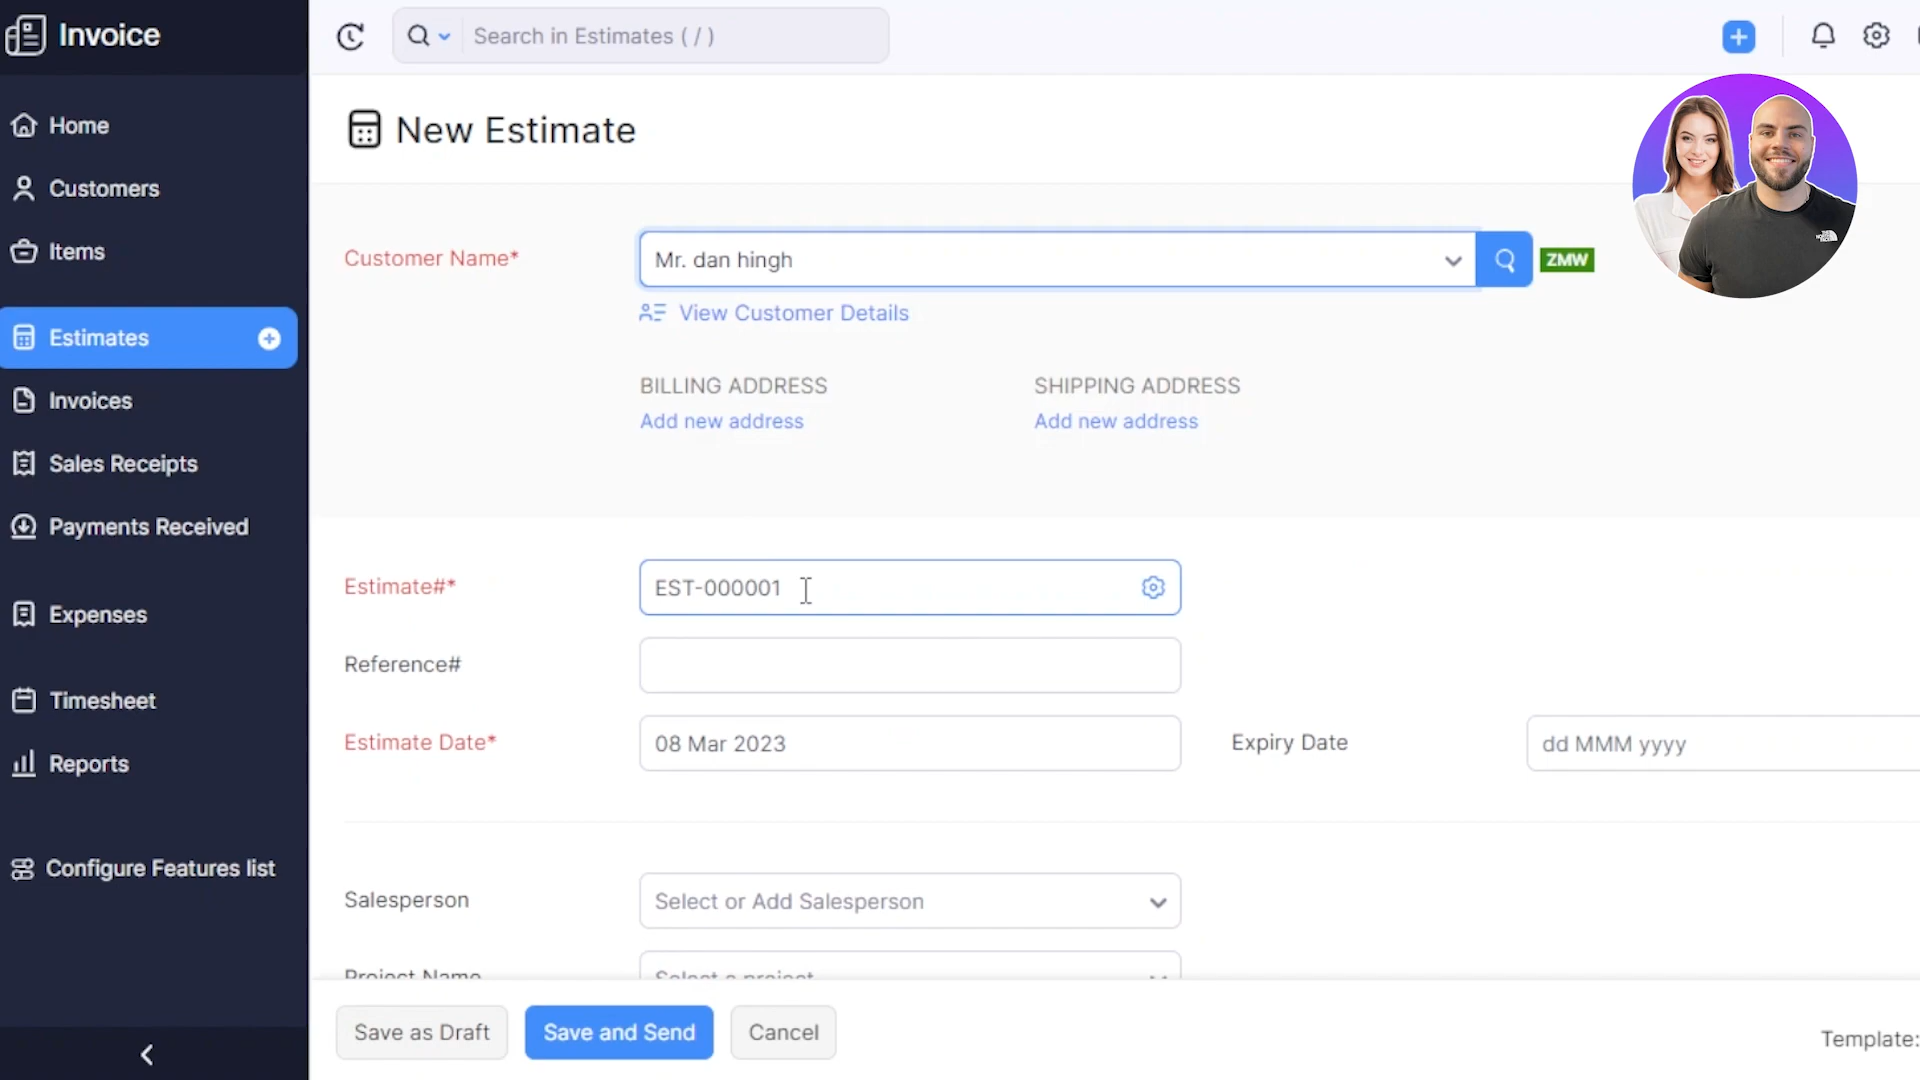 Invoice
Search in Estimates ( / )
Home
Customers
Items
Estimates
Invoices
Sales Receipts
Payments Received
Expenses
Timesheet
Reports
Configure Features list
New Estimate
Customer Name*
Mr. dan hingh
ZMW
View Customer Details
BILLING ADDRESS
SHIPPING ADDRESS
Add new address
Add new address
Estimate#*
EST-000001
Reference#
Estimate Date*
08 Mar 2023
Expiry Date
dd MMM yyyy
Salesperson
Select or Add Salesperson
Project Name
Select a project
Save as Draft
Save and Send
Cancel
Template: